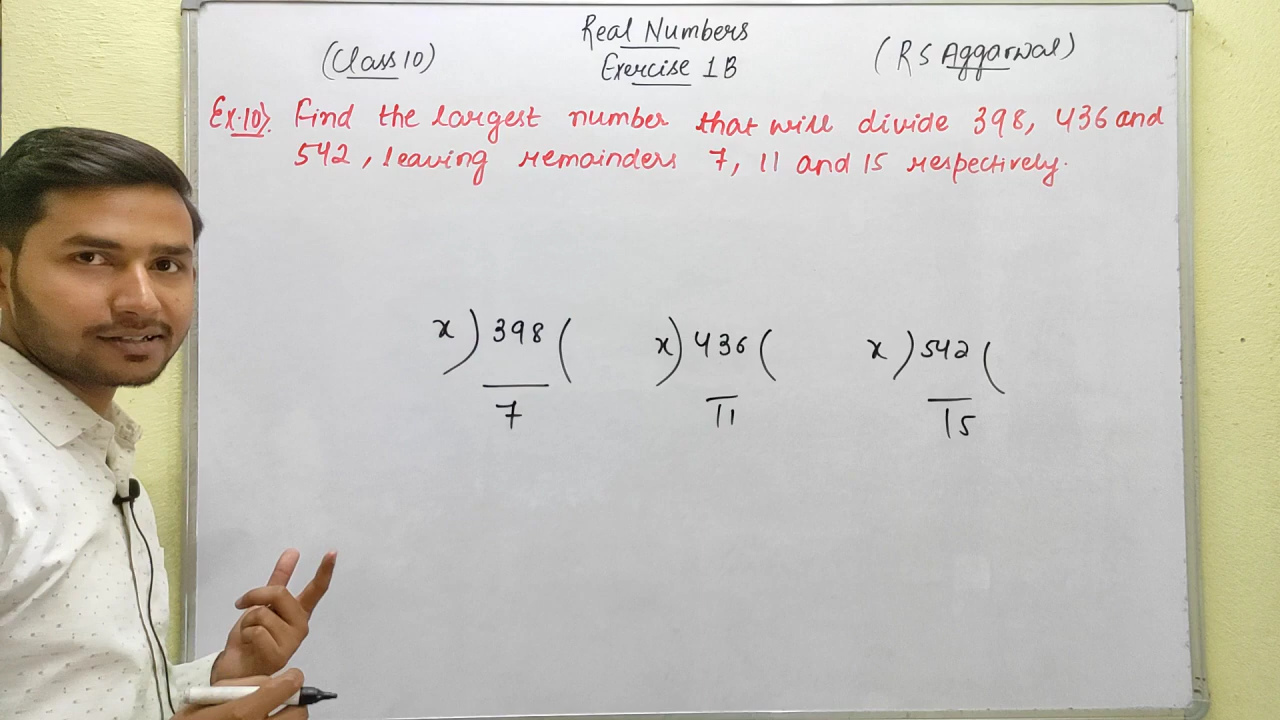 Real Numbers
(Class 10)
Exercise 1B
(RS Aggarwal)
Ex.10). Find the largest number that will divide 398, 436 and
542, leaving remainders 7, 11 and 15 respectively.
x ) 398 ( x ) 436 ( x ) 542 (
7 11 15